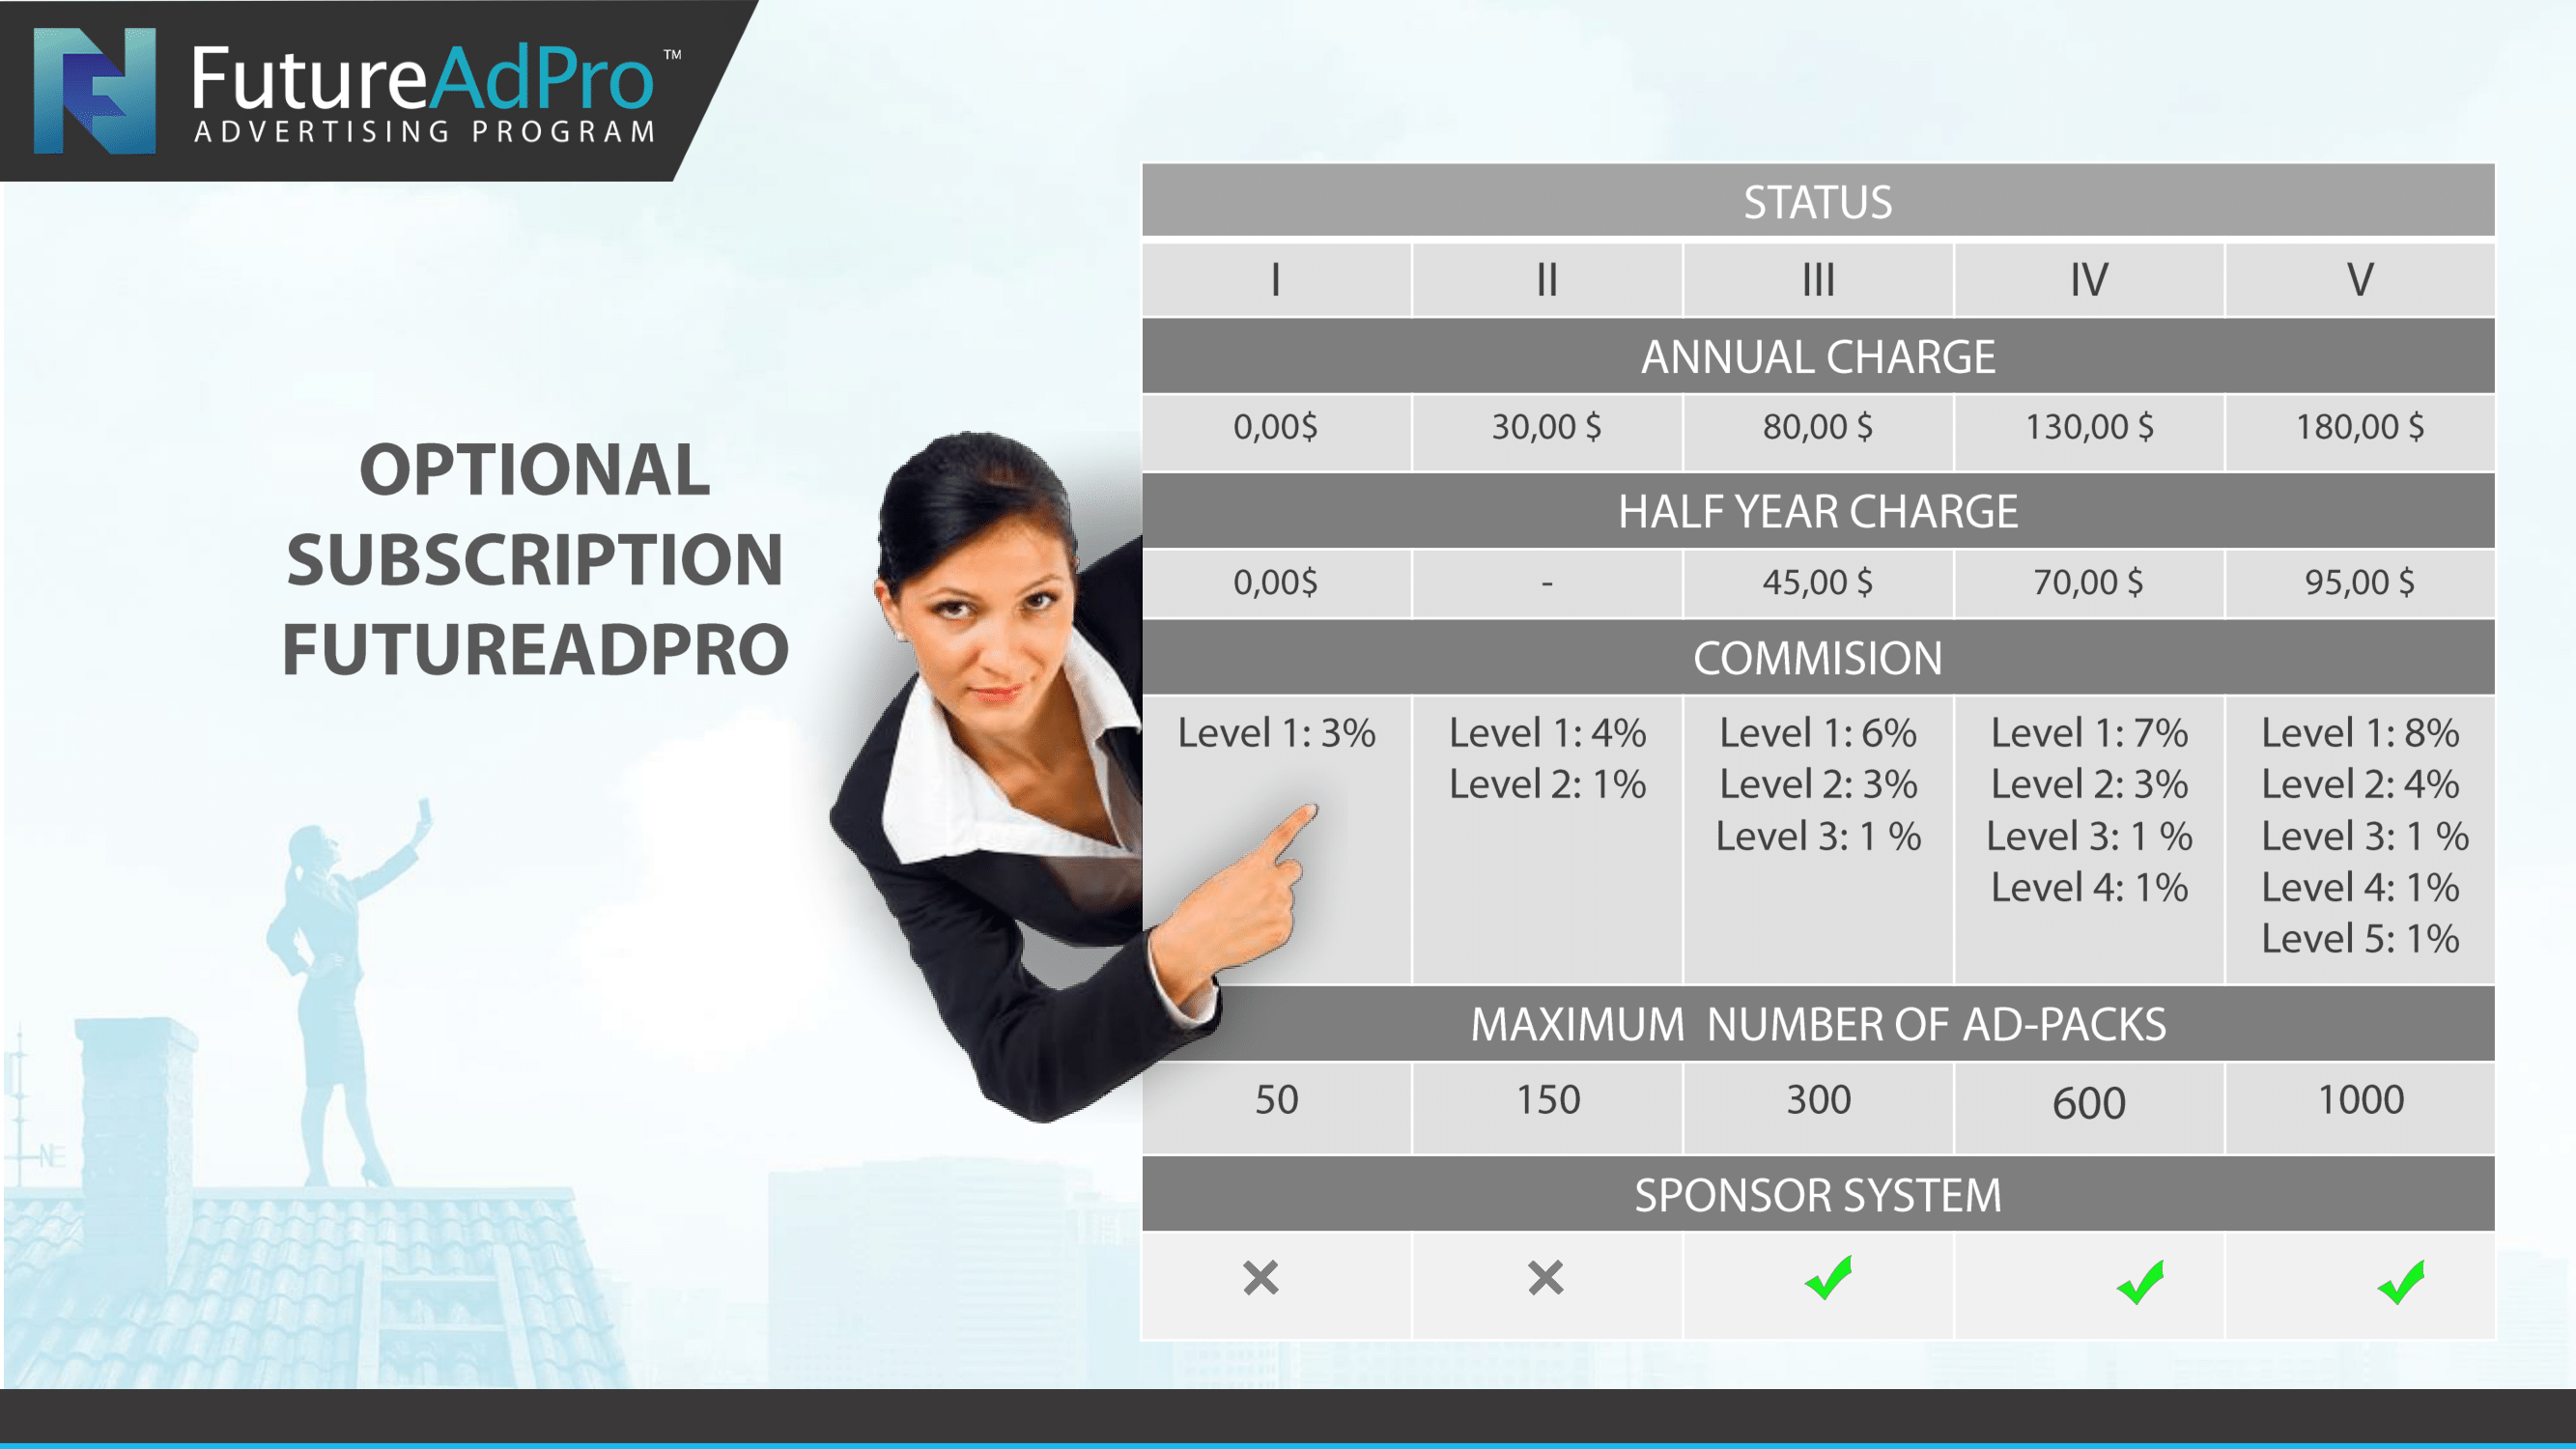 FutureAdPro™
ADVERTISING PROGRAM
OPTIONAL
SUBSCRIPTION
FUTUREADPRO
STATUS
I II III IV V
ANNUAL CHARGE
0,00$ 30,00 $ 80,00 $ 130,00 $ 180,00 $
HALF YEAR CHARGE
0,00$ - 45,00 $ 70,00 $ 95,00 $
COMMISION
Level 1: 3% Level 1: 4% Level 1: 6% Level 1: 7% Level 1: 8%
Level 2: 1% Level 2: 3% Level 2: 3% Level 2: 4%
Level 3: 1 % Level 3: 1 % Level 3: 1 %
Level 4: 1% Level 4: 1%
Level 5: 1%
MAXIMUM NUMBER OF AD-PACKS
50 150 300 600 1000
SPONSOR SYSTEM
NE